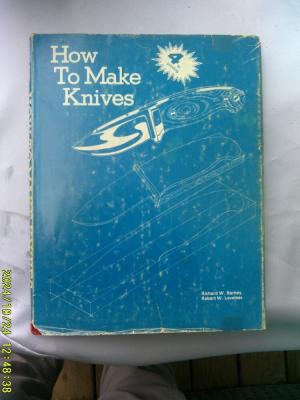 How
To Make
Knives
Richard W. Barney
Robert W. Loveless
2024/10/24 12:48:38